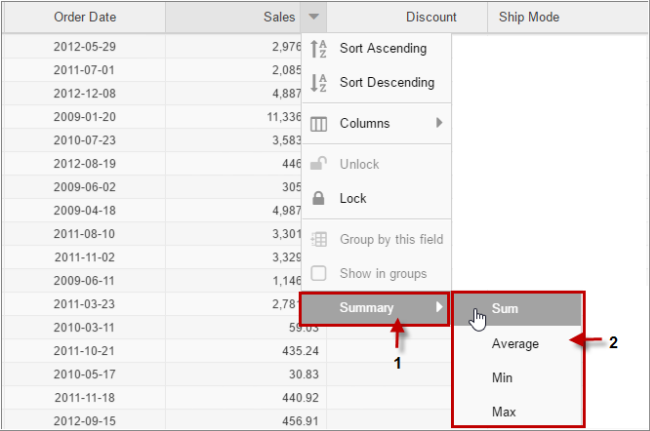 Order Date Sales Discount Ship Mode
2012-05-29 2,976
2011-07-01 2,085
2012-12-08 4,887
2009-01-20 11,336
2010-07-23 3,583
2012-08-19 446
2009-06-02 305
2009-04-18 4,987
2011-08-10 3,301
2011-11-02 3,329
2009-06-11 1,146
2011-03-23 2,781
2010-03-11 59.03
2011-10-21 435.24
2010-05-17 30.83
2011-11-18 440.92
2012-09-15 456.91
Sort Ascending
Sort Descending
Columns
Unlock
Lock
Group by this field
Show in groups
Summary
1
Sum
Average
Min
Max
2